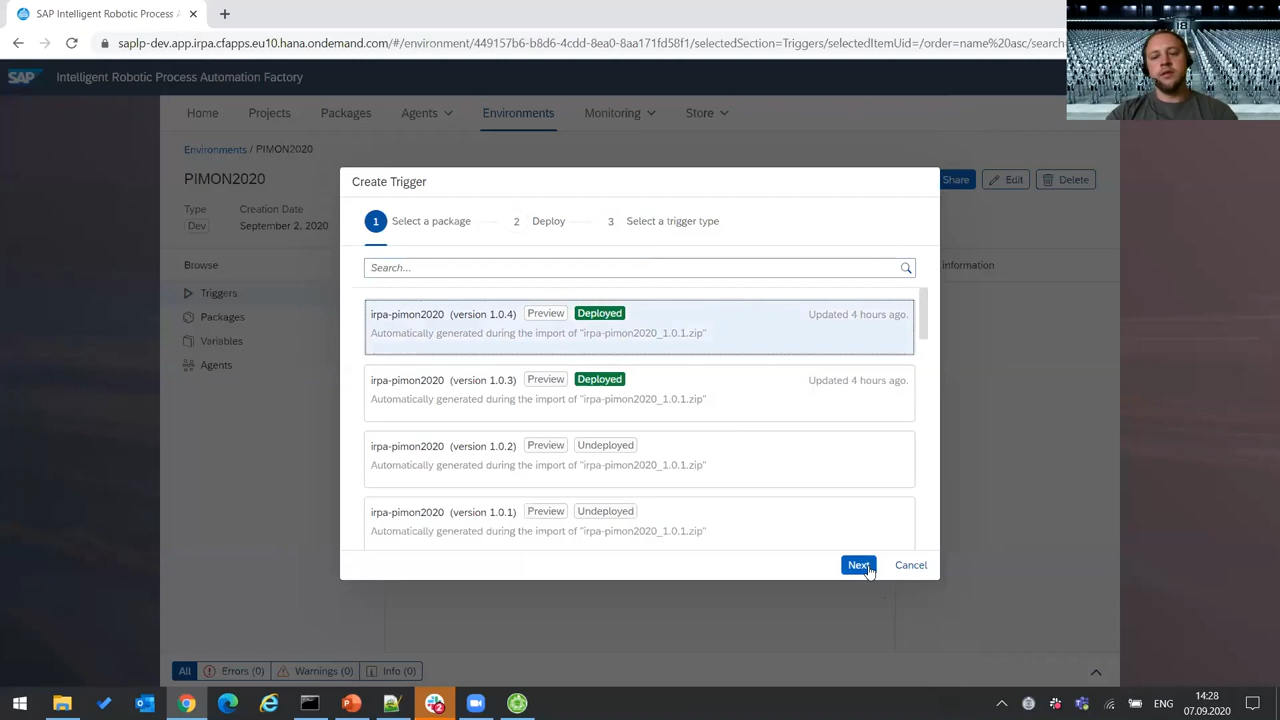 SAP Intelligent Robotic Process A
saplp-dev.app.irpa.cfapps.eu10.hana.ondemand.com/#/environment
449157b6-b8d6-4cdd-8ea0-8aa171fd58f1/selectedSection=Triggers/selectedItemUid=/order=name%20asc/search
SAP Intelligent Robotic Process Automation Factory
Home Projects Packages Agents Environments Monitoring Store
Environments / PIMON2020
PIMON2020
Share Edit Delete
Type Creation Date
Dev September 2, 2020
Browse
information
Triggers
Packages
Variables
Agents
Create Trigger
1 Select a package 2 Deploy 3 Select a trigger type
Search...
irpa-pimon2020 (version 1.0.4) Preview Deployed Updated 4 hours ago.
Automatically generated during the import of "irpa-pimon2020_1.0.1.zip"
irpa-pimon2020 (version 1.0.3) Preview Deployed Updated 4 hours ago.
Automatically generated during the import of "irpa-pimon2020_1.0.1.zip"
irpa-pimon2020 (version 1.0.2) Preview Undeployed
Automatically generated during the import of "irpa-pimon2020_1.0.1.zip"
irpa-pimon2020 (version 1.0.1) Preview Undeployed
Automatically generated during the import of "irpa-pimon2020_1.0.1.zip"
Next Cancel
All Errors (0) Warnings (0) Info (0)
ENG
14:28
07.09.2020